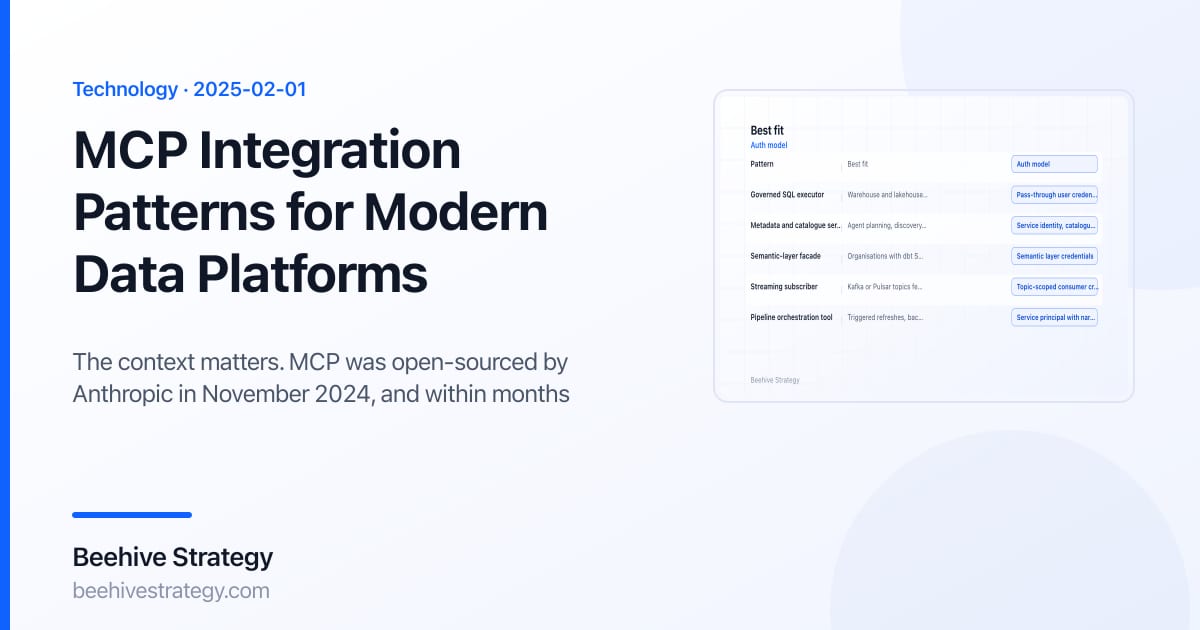 Technology · 2025-02-01
MCP Integration
Patterns for Modern
Data Platforms
The context matters. MCP was open-sourced by
Anthropic in November 2024, and within months
Beehive Strategy
beehivestrategy.com
Best fit
Auth model
Pattern Best fit Auth model
Governed SQL executor Warehouse and lakehouse... Pass-through user creden...
Metadata and catalogue ser... Agent planning, discovery... Service identity, catalogu...
Semantic-layer facade Organisations with dbt S... Semantic layer credentials
Streaming subscriber Kafka or Pulsar topics fe... Topic-scoped consumer cr...
Pipeline orchestration tool Triggered refreshes, bac... Service principal with nar...
Beehive Strategy